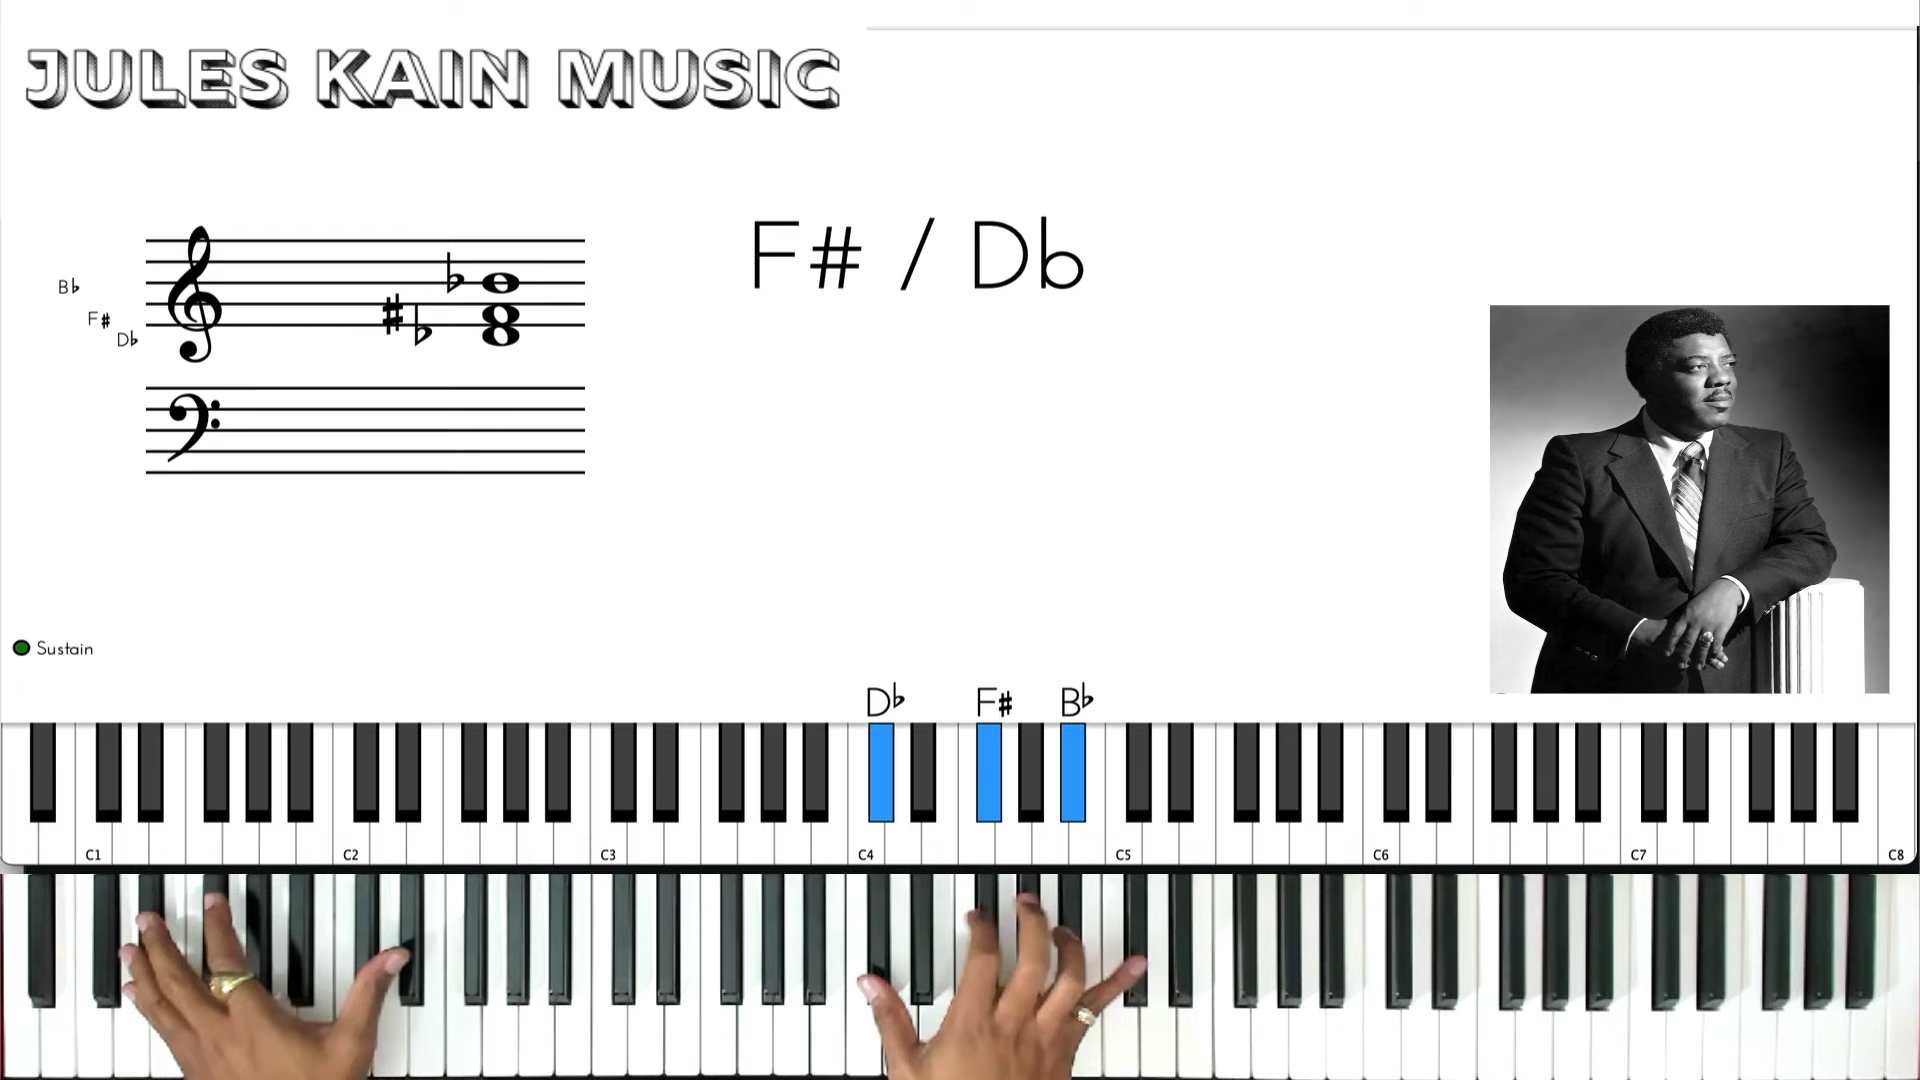 JULES KAIN MUSIC
F# / Db
B♭
F♯
D♭
Sustain
D♭ F♯ B♭
C1 C2 C3 C4 C5 C6 C7 C8